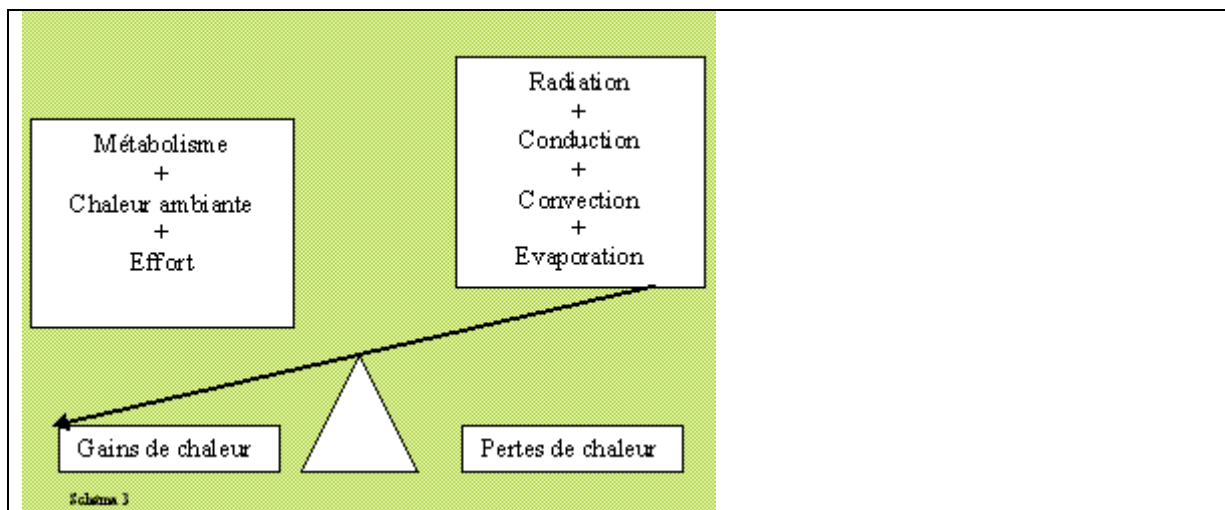 Métabolisme
+
Chaleur ambiante
+
Effort
Radiation
+
Conduction
+
Convection
+
Evaporation
Gains de chaleur
Pertes de chaleur
Schéma 3